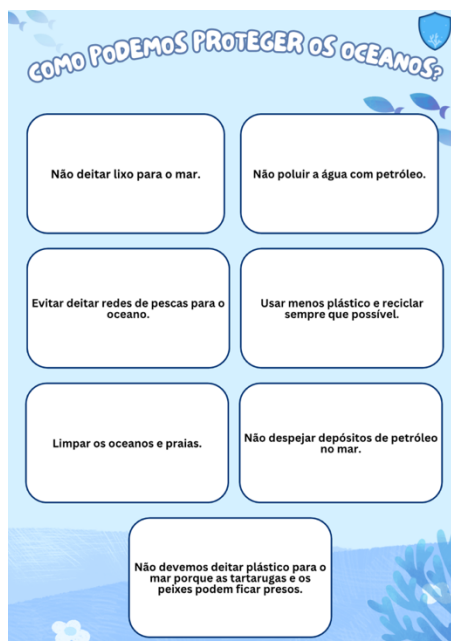 COMO PODEMOS PROTEGER OS OCEANOS?
Não deitar lixo para o mar.
Não poluir a água com petróleo.
Evitar deitar redes de pescas para o
oceano.
Usar menos plástico e reciclar
sempre que possível.
Limpar os oceanos e praias.
Não despejar depósitos de petróleo
no mar.
Não devemos deitar plástico para o
mar porque as tartarugas e os
peixes podem ficar presos.